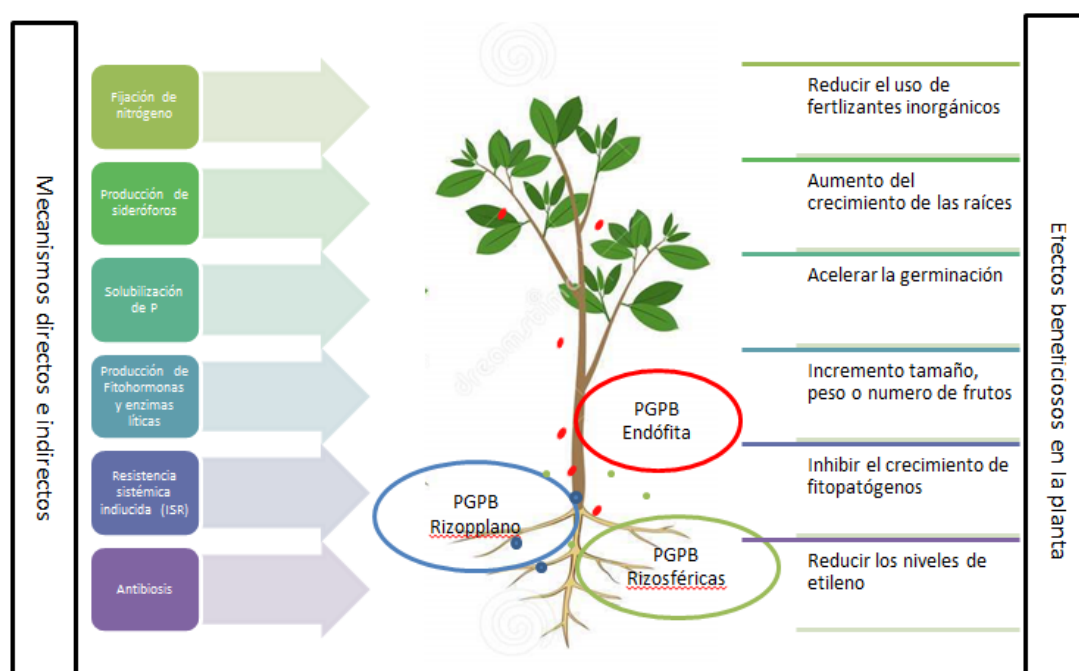 Mecanismos directos e indirectos
Fijación de
nitrógeno
Producción de
sideróforos
Solubilización
de P
Producción de
Fitohormonas
y enzimas
líticas
Resistencia
sistémica
indiucida (ISR)
Antibiosis
dreamstime
PGPB
Endófita
PGPB
Rizopplano
PGPB
Rizosféricas
Reducir el uso de
fertlizantes inorgánicos
Aumento del
crecimiento de las raíces
Acelerar la germinación
Incremento tamaño,
peso o numero de frutos
Inhibir el crecimiento de
fitopatógenos
Reducir los niveles de
etileno
Efectos beneficiosos en la planta